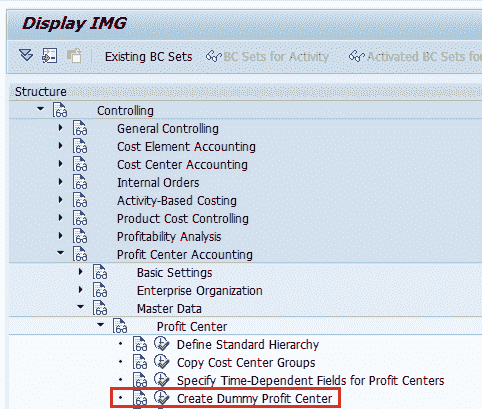 Display IMG
Existing BC Sets BC Sets for Activity Activated BC Sets for
Structure
Controlling
General Controlling
Cost Element Accounting
Cost Center Accounting
Internal Orders
Activity-Based Costing
Product Cost Controlling
Profitability Analysis
Profit Center Accounting
Basic Settings
Enterprise Organization
Master Data
Profit Center
Define Standard Hierarchy
Copy Cost Center Groups
Specify Time-Dependent Fields for Profit Centers
Create Dummy Profit Center